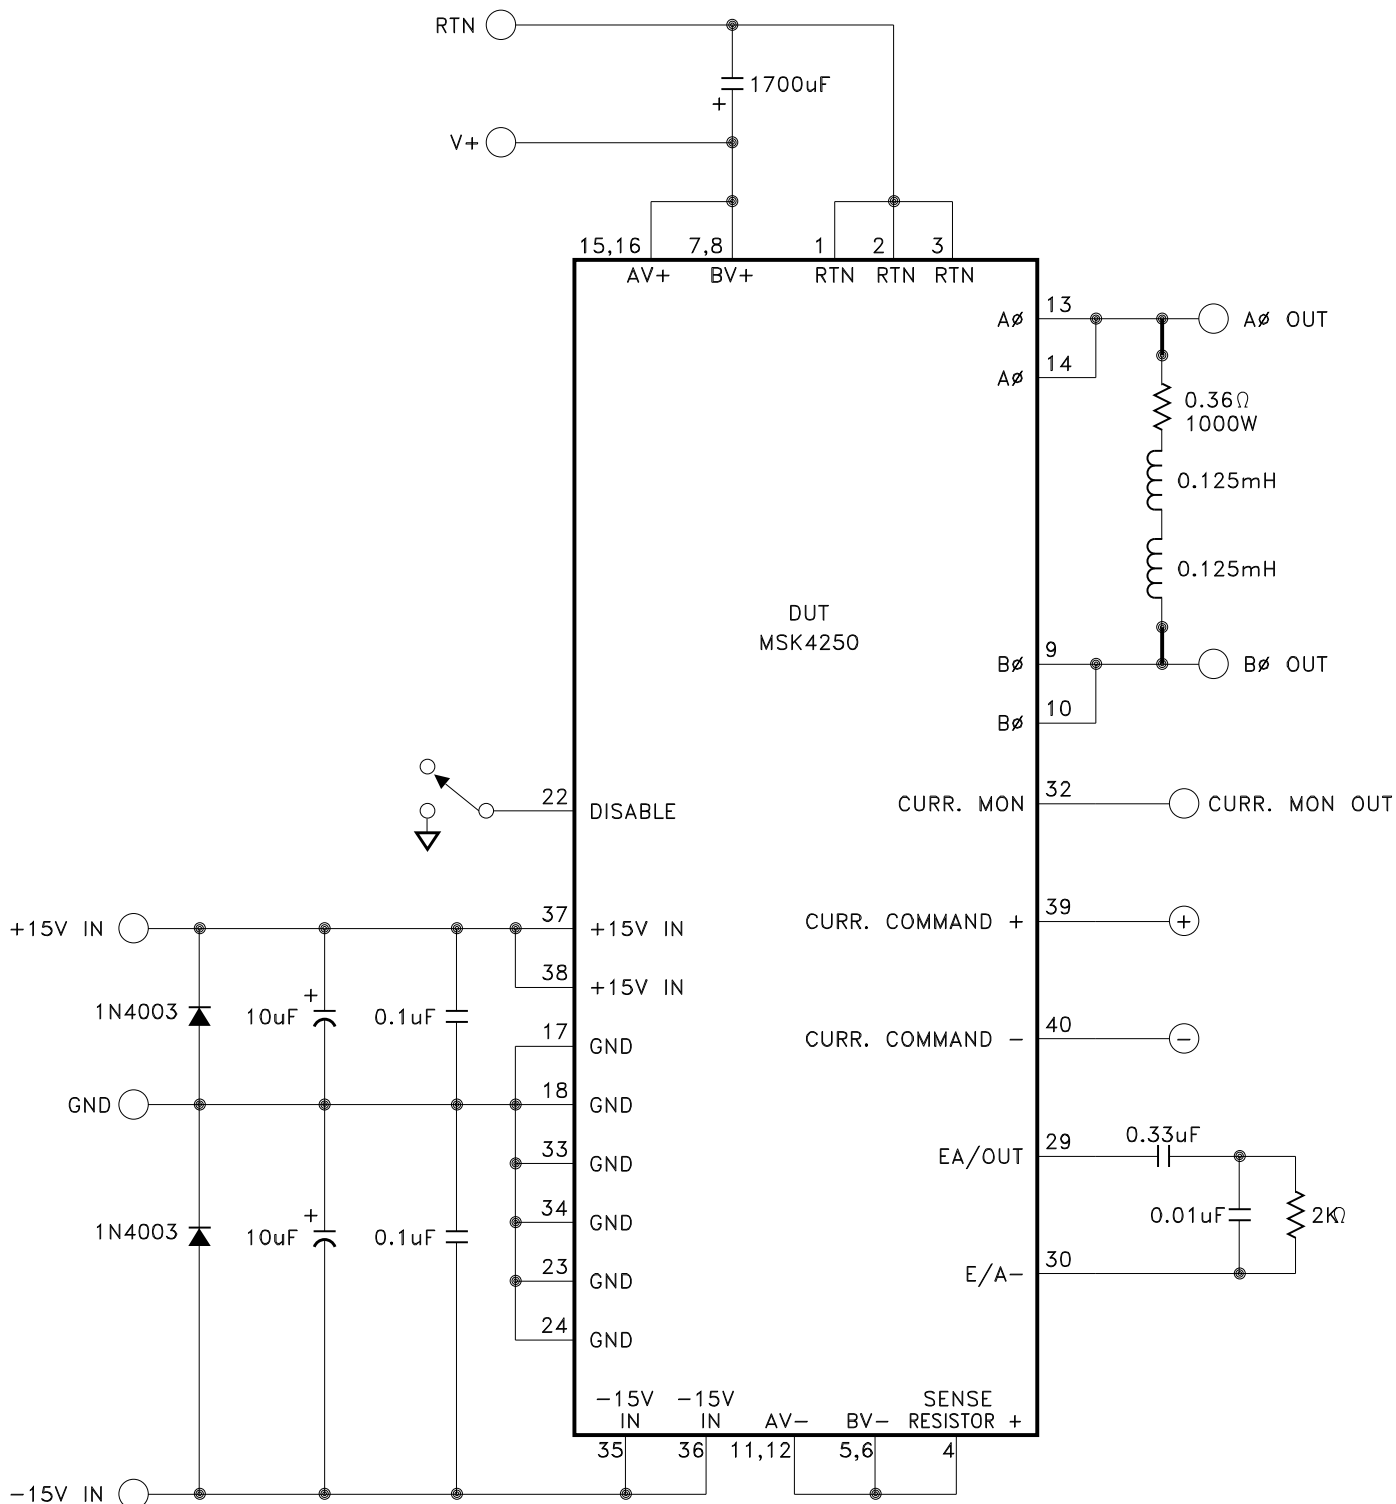 RTN
1700uF
+
V+
15,16
7,8
1
2
3
AV+
BV+
RTN
RTN
RTN
AØ
13
AØ OUT
AØ
14
0.36Ω
1000W
0.125mH
0.125mH
DUT
MSK4250
BØ
9
BØ OUT
BØ
10
22
DISABLE
CURR. MON
32
CURR. MON OUT
+15V IN
37
+15V IN
CURR. COMMAND +
39
+
38
+15V IN
1N4003
+
10uF
0.1uF
17
GND
CURR. COMMAND -
40
-
GND
18
GND
33
GND
EA/OUT
29
0.33uF
34
GND
1N4003
+
10uF
0.1uF
0.01uF
2KΩ
23
GND
E/A-
30
24
GND
-15V
IN
-15V
IN
AV-
BV-
SENSE
RESISTOR +
35
36
11,12
5,6
4
-15V IN